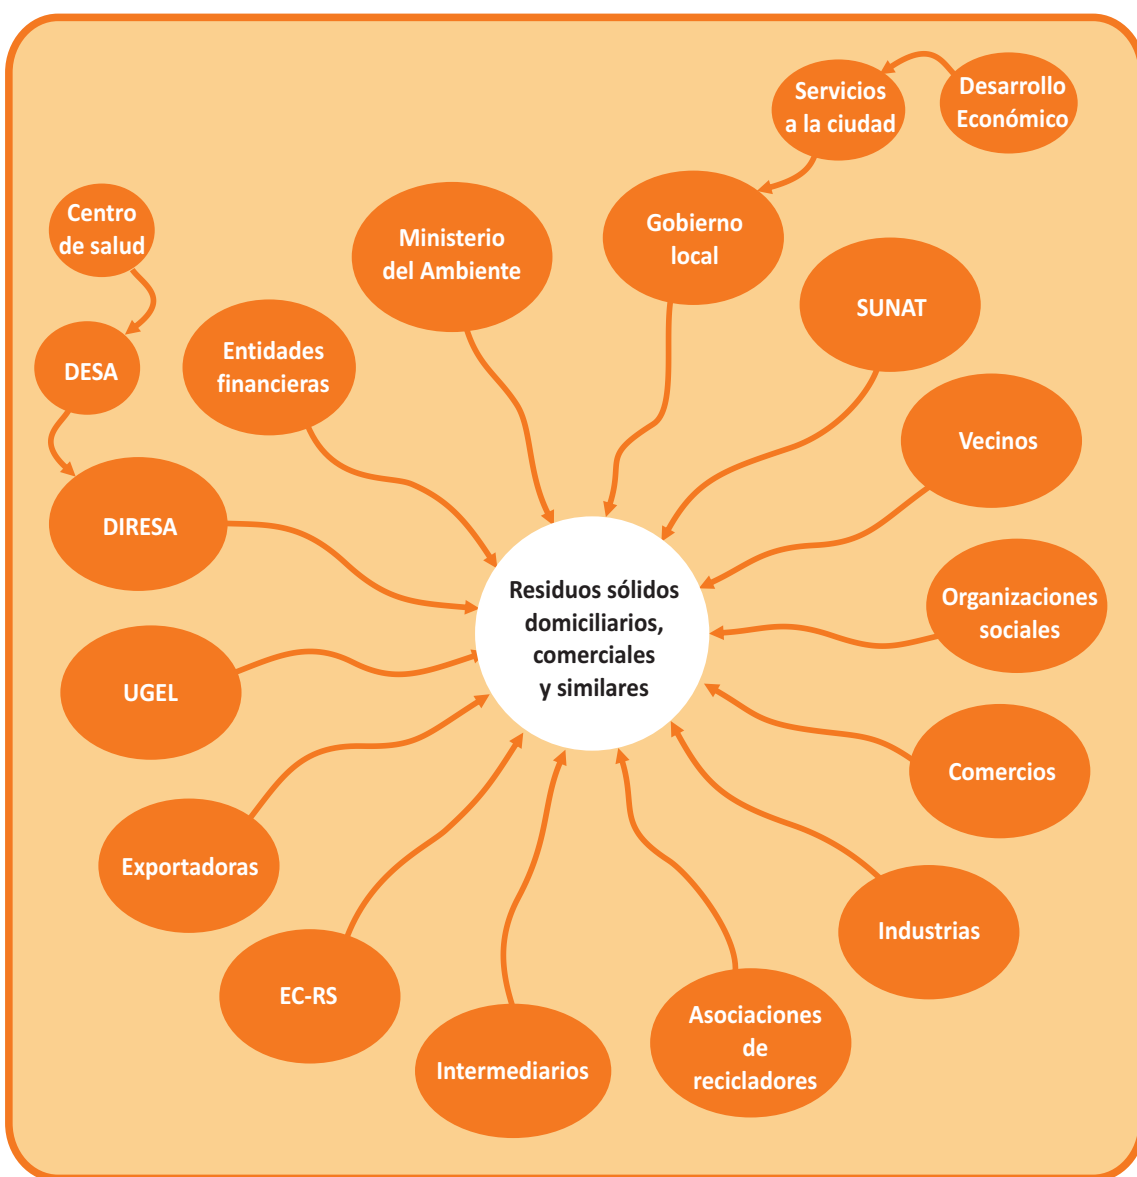 Servicios
a la ciudad
Desarrollo
Económico
Centro
de salud
Ministerio
del Ambiente
Gobierno
local
SUNAT
DESA
Entidades
financieras
Vecinos
DIRESA
Residuos sólidos
domiciliarios,
comerciales
y similares
Organizaciones
sociales
UGEL
Comercios
Exportadoras
Industrias
EC-RS
Intermediarios
Asociaciones
de
recicladores